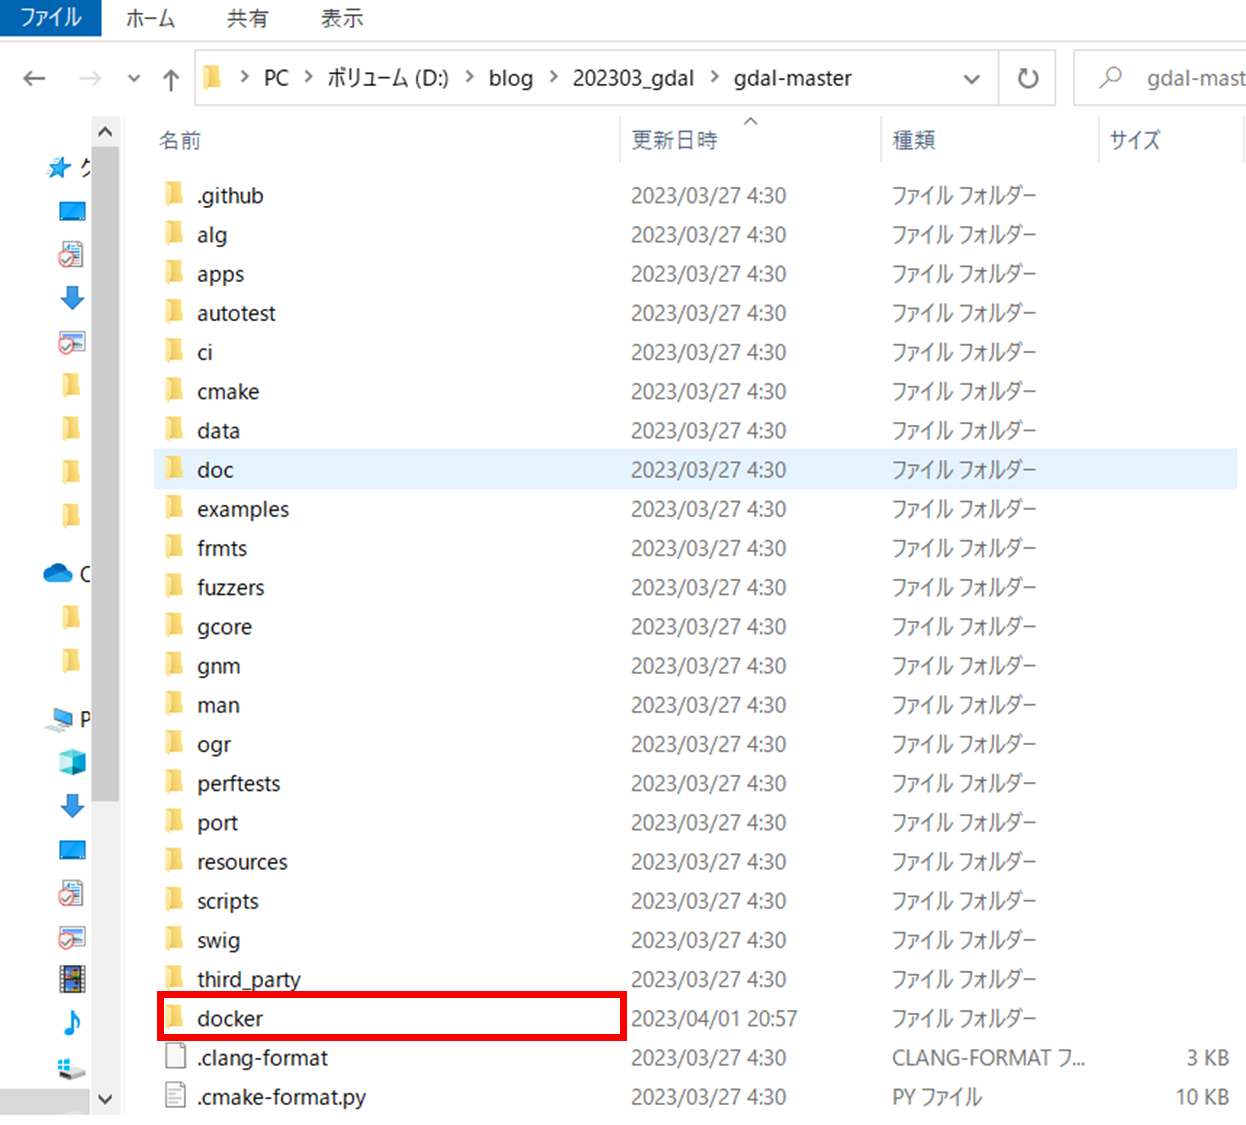 ファイル ホーム 共有 表示
PC ボリューム (D:) blog 202303_gdal gdal-master gdal-mast
名前 更新日時 種類 サイズ
.github 2023/03/27 4:30 ファイル フォルダー
alg 2023/03/27 4:30 ファイル フォルダー
apps 2023/03/27 4:30 ファイル フォルダー
autotest 2023/03/27 4:30 ファイル フォルダー
ci 2023/03/27 4:30 ファイル フォルダー
cmake 2023/03/27 4:30 ファイル フォルダー
data 2023/03/27 4:30 ファイル フォルダー
doc 2023/03/27 4:30 ファイル フォルダー
examples 2023/03/27 4:30 ファイル フォルダー
frmts 2023/03/27 4:30 ファイル フォルダー
fuzzers 2023/03/27 4:30 ファイル フォルダー
gcore 2023/03/27 4:30 ファイル フォルダー
gnm 2023/03/27 4:30 ファイル フォルダー
man 2023/03/27 4:30 ファイル フォルダー
ogr 2023/03/27 4:30 ファイル フォルダー
perftests 2023/03/27 4:30 ファイル フォルダー
port 2023/03/27 4:30 ファイル フォルダー
resources 2023/03/27 4:30 ファイル フォルダー
scripts 2023/03/27 4:30 ファイル フォルダー
swig 2023/03/27 4:30 ファイル フォルダー
third_party 2023/03/27 4:30 ファイル フォルダー
docker 2023/04/01 20:57 ファイル フォルダー
.clang-format 2023/03/27 4:30 CLANG-FORMAT フ... 3 KB
.cmake-format.py 2023/03/27 4:30 PY ファイル 10 KB